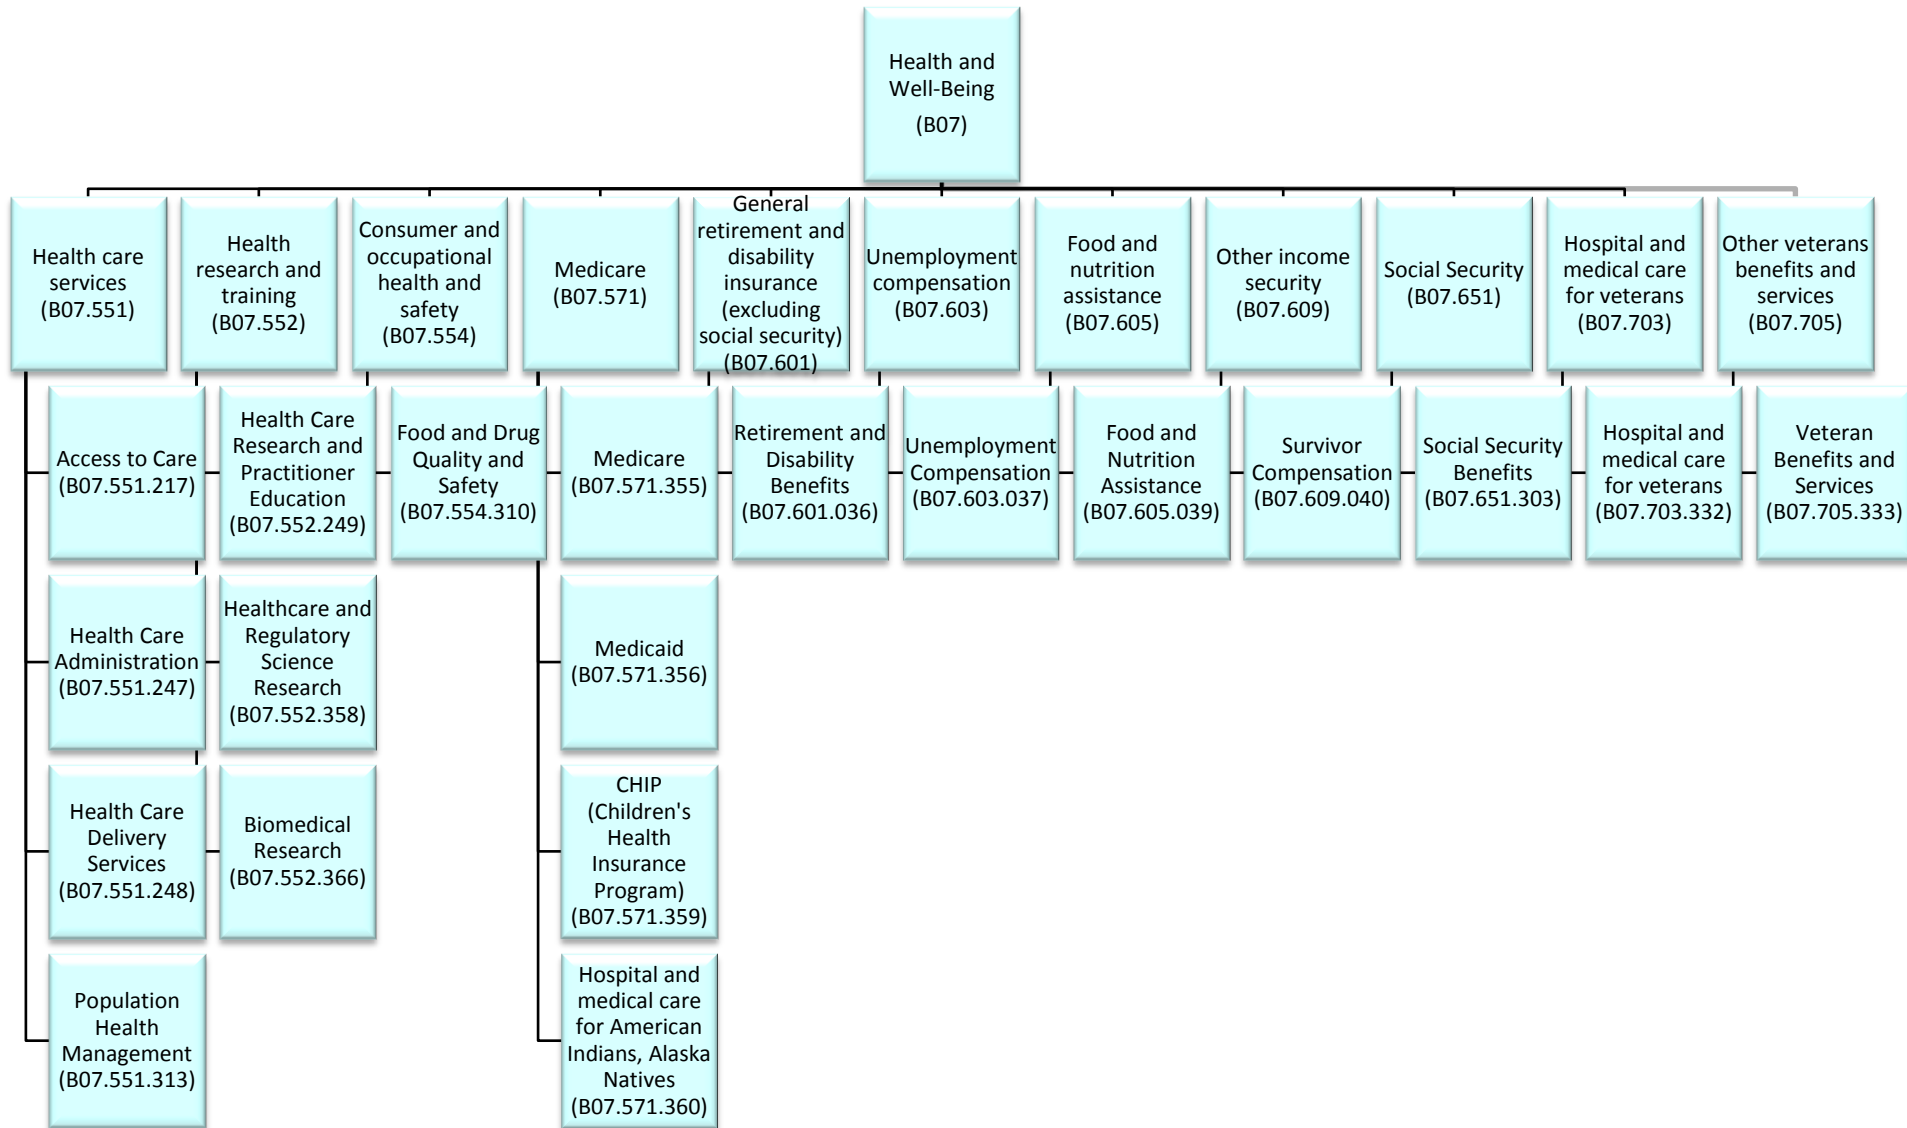 Health and
Well-Being
(B07)
Health care
services
(B07.551)
Health
research and
training
(B07.552)
Consumer and
occupational
health and
safety
(B07.554)
Medicare
(B07.571)
General
retirement and
disability
insurance
(excluding
social security)
(B07.601)
Unemployment
compensation
(B07.603)
Food and
nutrition
assistance
(B07.605)
Other income
security
(B07.609)
Social Security
(B07.651)
Hospital and
medical care
for veterans
(B07.703)
Other veterans
benefits and
services
(B07.705)
Access to Care
(B07.551.217)
Health Care
Research and
Practitioner
Education
(B07.552.249)
Food and Drug
Quality and
Safety
(B07.554.310)
Medicare
(B07.571.355)
Retirement and
Disability
Benefits
(B07.601.036)
Unemployment
Compensation
(B07.603.037)
Food and
Nutrition
Assistance
(B07.605.039)
Survivor
Compensation
(B07.609.040)
Social Security
Benefits
(B07.651.303)
Hospital and
medical care
for veterans
(B07.703.332)
Veteran
Benefits and
Services
(B07.705.333)
Health Care
Administration
(B07.551.247)
Healthcare and
Regulatory
Science
Research
(B07.552.358)
Medicaid
(B07.571.356)
Health Care
Delivery
Services
(B07.551.248)
Biomedical
Research
(B07.552.366)
CHIP
(Children's
Health
Insurance
Program)
(B07.571.359)
Population
Health
Management
(B07.551.313)
Hospital and
medical care
for American
Indians, Alaska
Natives
(B07.571.360)